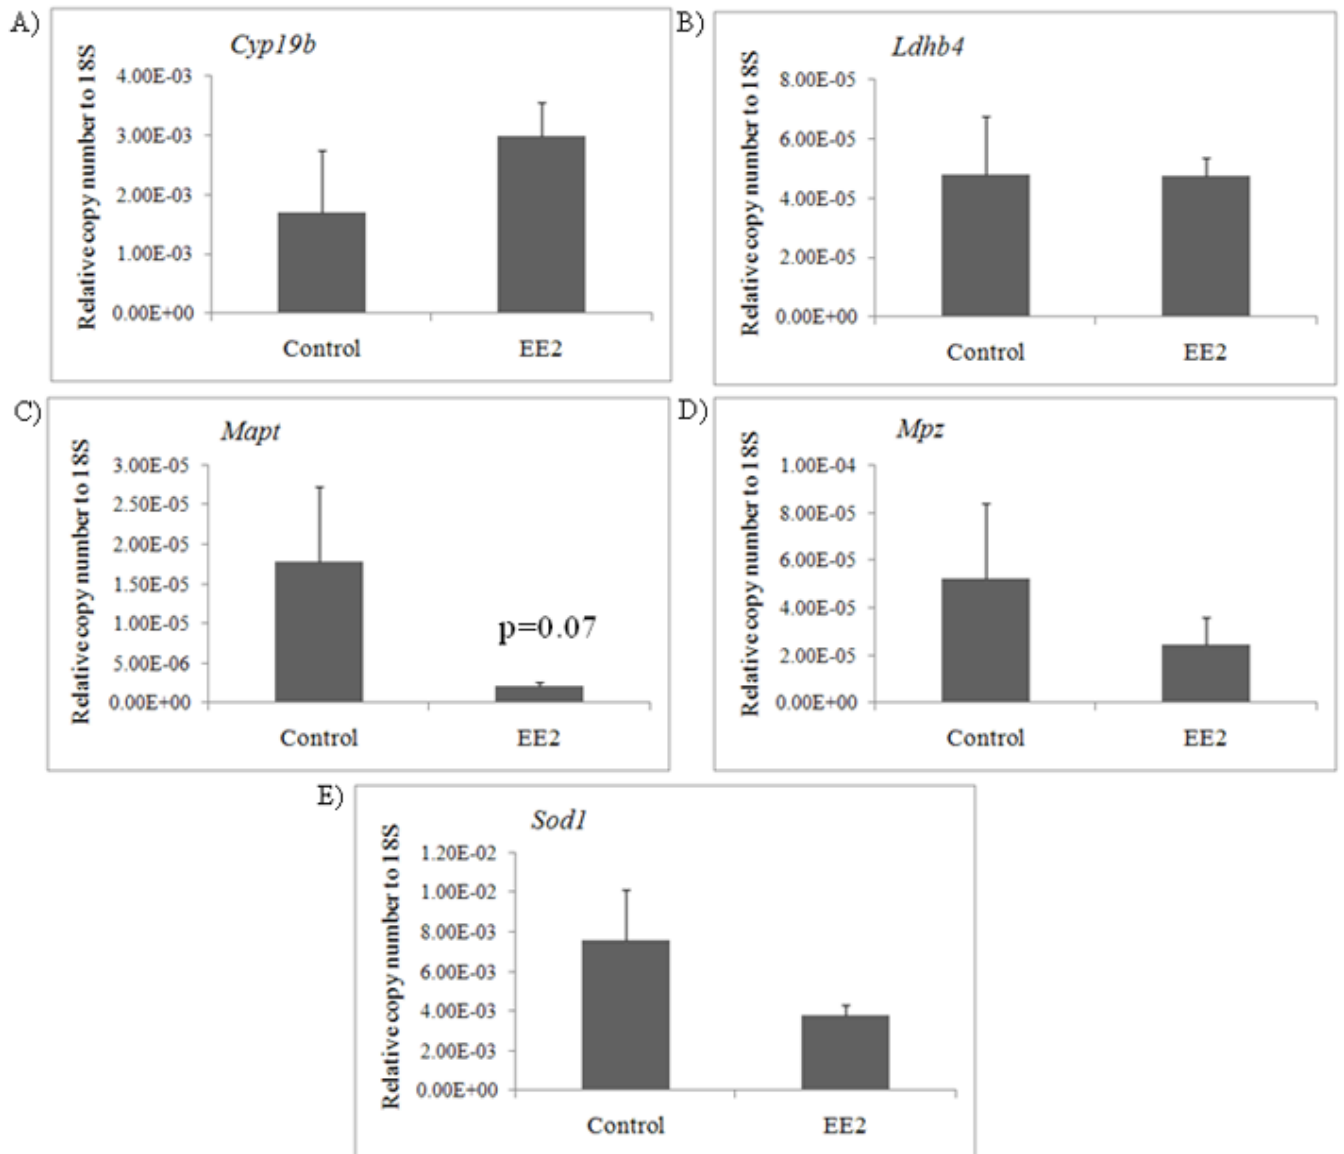 A)
Cyp19b
Relative copy number to 18S
4.00E-03
3.00E-03
2.00E-03
1.00E-03
0.00E+00
Control EE2
B)
Ldhb4
Relative copy number to 18S
8.00E-05
6.00E-05
4.00E-05
2.00E-05
0.00E+00
Control EE2
C)
Mapt
Relative copy number to 18S
3.00E-05
2.50E-05
2.00E-05
1.50E-05
1.00E-05
5.00E-06
0.00E+00
p=0.07
Control EE2
D)
Mpz
Relative copy number to 18S
1.00E-04
8.00E-05
6.00E-05
4.00E-05
2.00E-05
0.00E+00
Control EE2
E)
Sod1
Relative copy number to 18S
1.20E-02
1.00E-02
8.00E-03
6.00E-03
4.00E-03
2.00E-03
0.00E+00
Control EE2